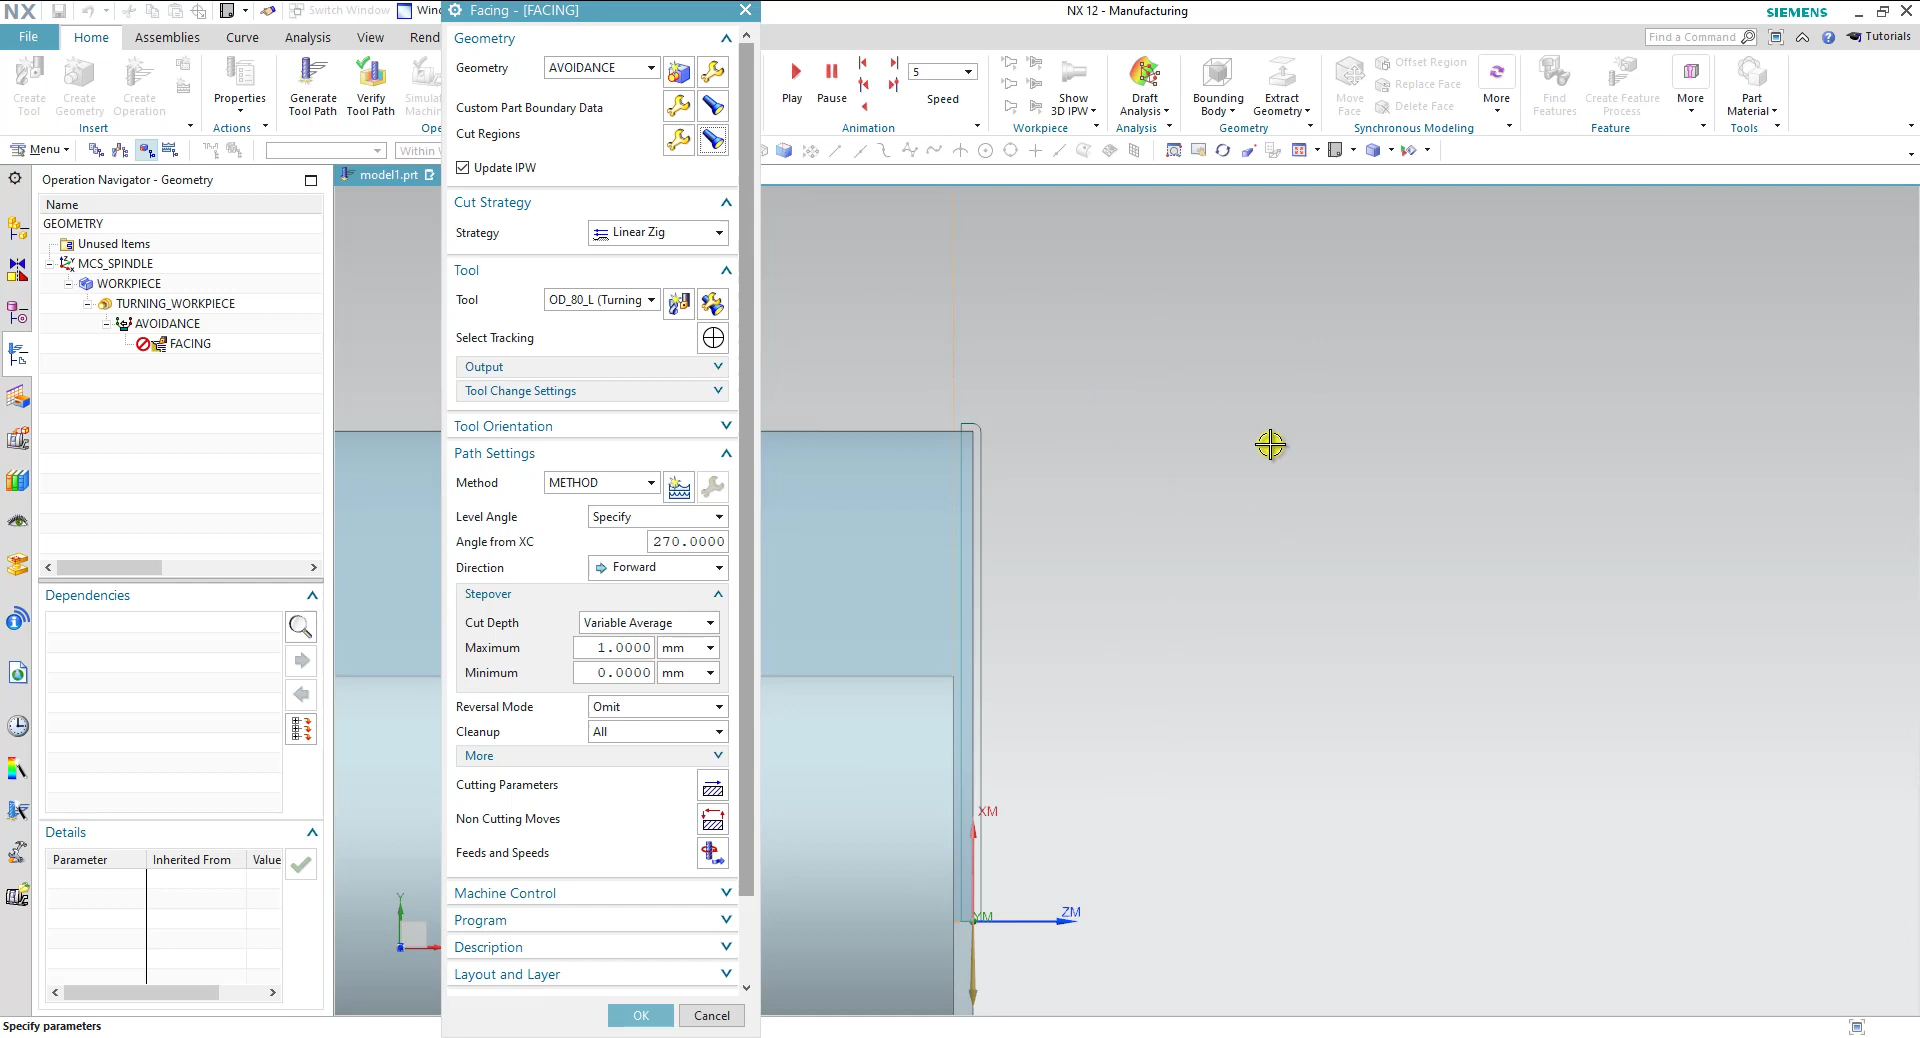 NX
Switch Window
Wind
Facing - [FACING]
NX 12 - Manufacturing
SIEMENS
File
Home
Assemblies
Curve
Analysis
View
Rend
Find a Command
Tutorials
Create
Tool
Create
Geometry
Create
Operation
Insert
Properties
Actions
Generate
Tool Path
Verify
Tool Path
Simula
Machin
Ope
Play
Pause
5
Speed
Animation
Show
3D IPW
Workpiece
Draft
Analysis
Analysis
Bounding
Body
Extract
Geometry
Geometry
Move
Face
Offset Region
Replace Face
Delete Face
More
Synchronous Modeling
Find
Features
Create Feature
Process
More
Feature
Part
Material
Tools
Menu
Within W
Operation Navigator - Geometry
Name
GEOMETRY
Unused Items
MCS_SPINDLE
WORKPIECE
TURNING_WORKPIECE
AVOIDANCE
FACING
Dependencies
Details
Parameter
Inherited From
Value
Specify parameters
model1.prt
Geometry
Geometry
AVOIDANCE
Custom Part Boundary Data
Cut Regions
Update IPW
Cut Strategy
Strategy
Linear Zig
Tool
Tool
OD_80_L (Turning
Select Tracking
Output
Tool Change Settings
Tool Orientation
Path Settings
Method
METHOD
Level Angle
Specify
Angle from XC
270.0000
Direction
Forward
Stepover
Cut Depth
Variable Average
Maximum
1.0000
mm
Minimum
0.0000
mm
Reversal Mode
Omit
Cleanup
All
More
Cutting Parameters
Non Cutting Moves
Feeds and Speeds
Machine Control
Program
Description
Layout and Layer
OK
Cancel
XM
YM
ZM
Y